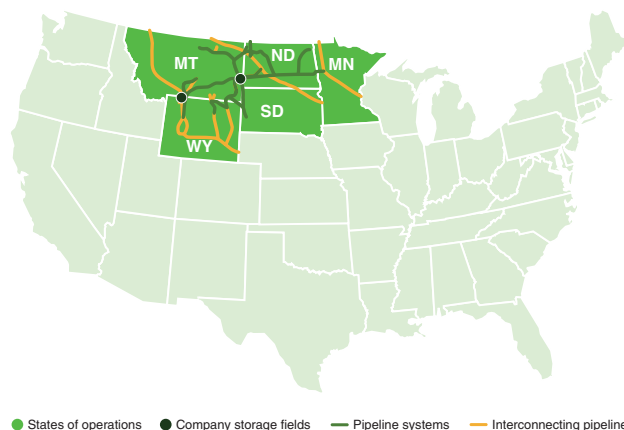 MT
ND
MN
SD
WY
States of operations Company storage fields Pipeline systems Interconnecting pipeline